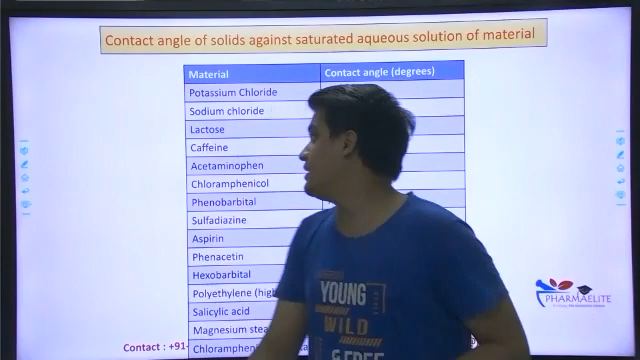 Contact angle of solids against saturated aqueous solution of material
Material Contact angle (degrees)
Potassium Chloride
Sodium chloride
Lactose
Caffeine
Acetaminophen
Chloramphenicol
Phenobarbital
Sulfadiazine
Aspirin
Phenacetin
Hexobarbital
Polyethylene (high
Salicylic acid
Magnesium stea
Chloramphen
Contact : +91-
PHARMAELITE
YOUNG
WILD
& FREE